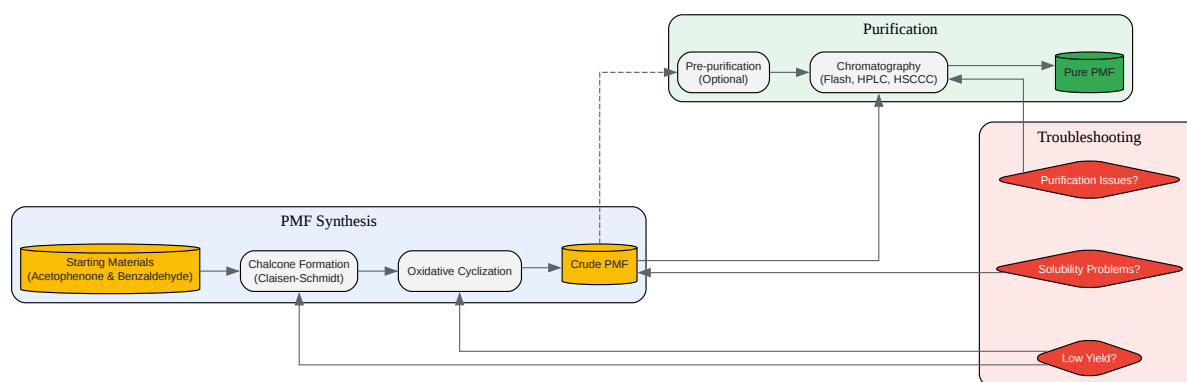 Purification
Pre-purification
(Optional)
Chromatography
(Flash, HPLC, HSCCC)
Pure PMF
Troubleshooting
Purification Issues?
PMF Synthesis
Starting Materials
(Acetophenone & Benzaldehyde)
Chalcone Formation
(Claisen-Schmidt)
Oxidative Cyclization
Crude PMF
Solubility Problems?
Low Yield?